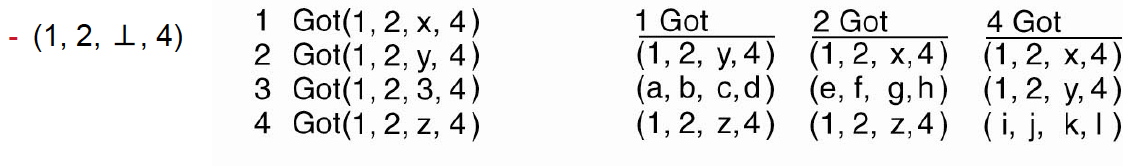 - (1, 2, ⊥, 4)
1 Got(1, 2, x, 4)
2 Got(1, 2, y, 4)
3 Got(1, 2, 3, 4)
4 Got(1, 2, z, 4)
1 Got 2 Got 4 Got
(1, 2, y, 4) (1, 2, x, 4) (1, 2, x, 4)
(a, b, c, d) (e, f, g, h) (1, 2, y, 4)
(1, 2, z, 4) (1, 2, z, 4) (i, j, k, l)